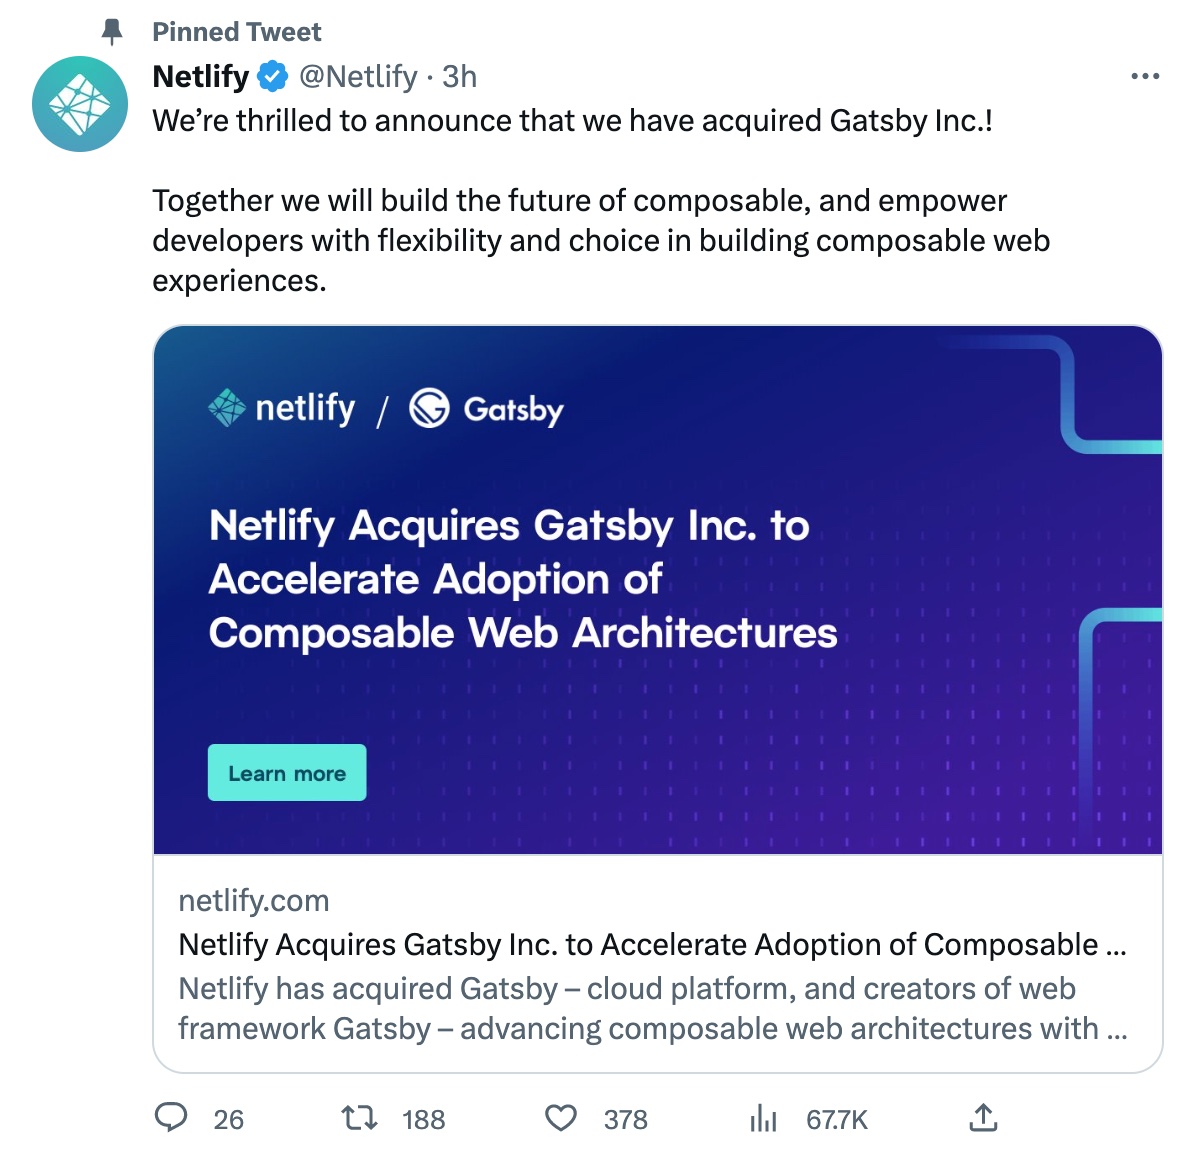 Pinned Tweet
Netlify @Netlify · 3h
We’re thrilled to announce that we have acquired Gatsby Inc.!
Together we will build the future of composable, and empower
developers with flexibility and choice in building composable web
experiences.
netlify / Gatsby
Netlify Acquires Gatsby Inc. to
Accelerate Adoption of
Composable Web Architectures
Learn more
netlify.com
Netlify Acquires Gatsby Inc. to Accelerate Adoption of Composable ...
Netlify has acquired Gatsby – cloud platform, and creators of web
framework Gatsby – advancing composable web architectures with ...
26 188 378 67.7K